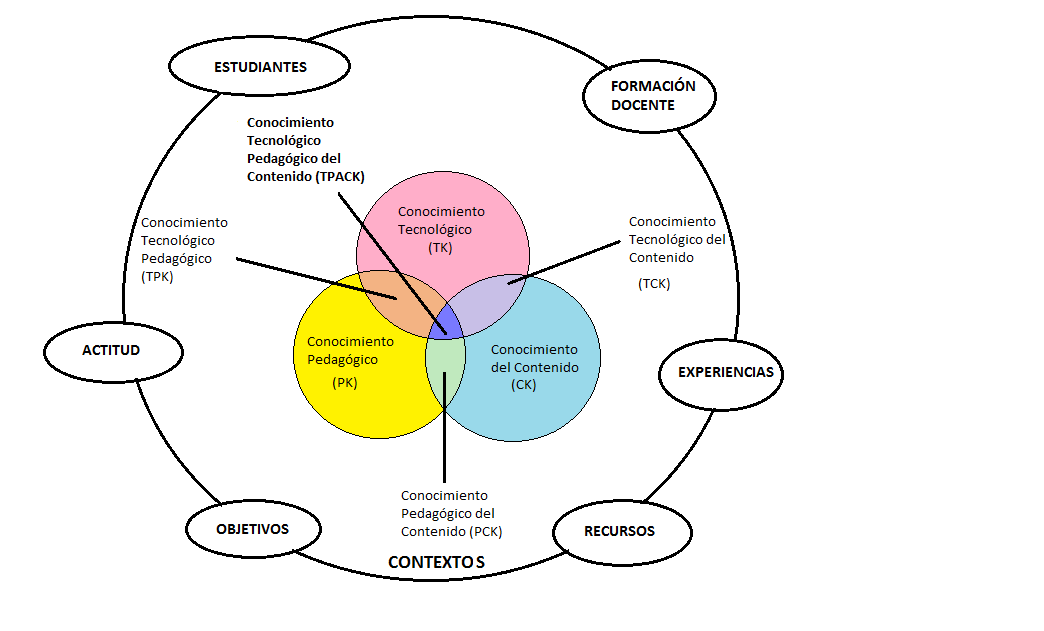 ESTUDIANTES
FORMACIÓN
DOCENTE
Conocimiento
Tecnológico
Pedagógico del
Contenido (TPACK)
Conocimiento
Tecnológico
Pedagógico
(TPK)
Conocimiento
Tecnológico
(TK)
Conocimiento
Tecnológico del
Contenido
(TCK)
Conocimiento
Pedagógico
(PK)
Conocimiento
del Contenido
(CK)
ACTITUD
EXPERIENCIAS
Conocimiento
Pedagógico del
Contenido (PCK)
OBJETIVOS
RECURSOS
CONTEXTOS